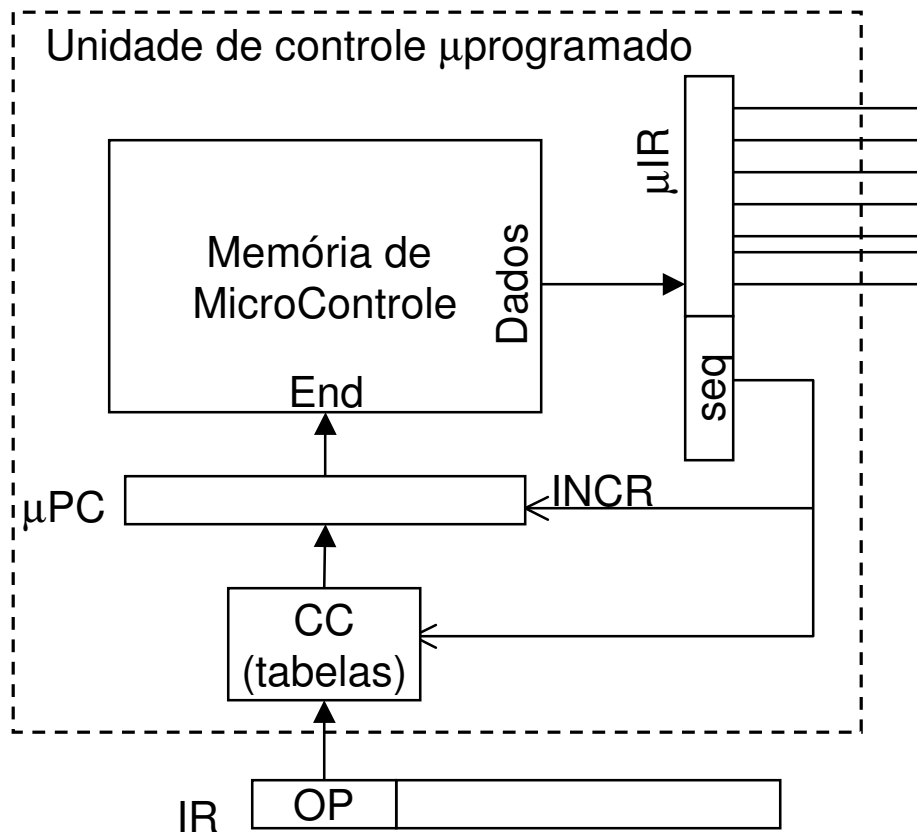 Unidade de controle μprogramado
μIR
Memória de
MicroControle
Dados
End
seq
μPC
INCR
CC
(tabelas)
IR
OP